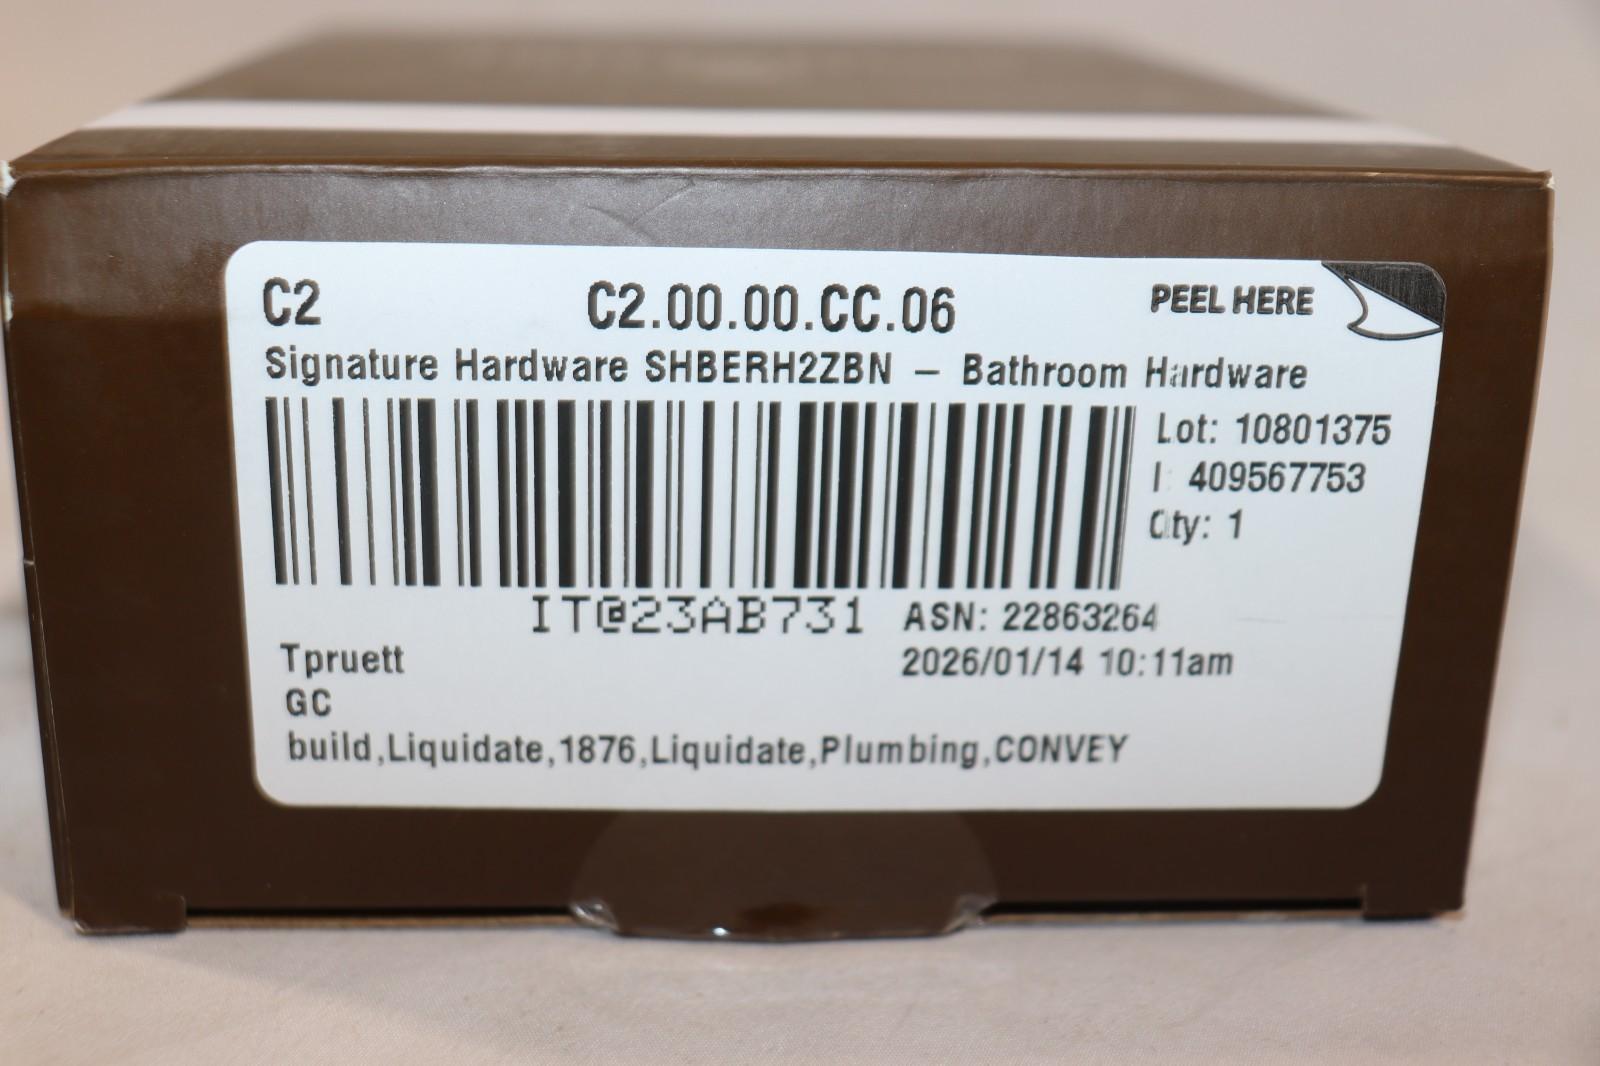 C2 C2.00.00.CC.06 PEEL HERE
Signature Hardware SHBERH2ZBN – Bathroom Hardware
Lot: 10801375
I: 409567753
Qty: 1
IT@23AB731 ASN: 22863264
Tpruett 2026/01/14 10:11am
GC
build,Liquidate,1876,Liquidate,Plumbing,CONVEY